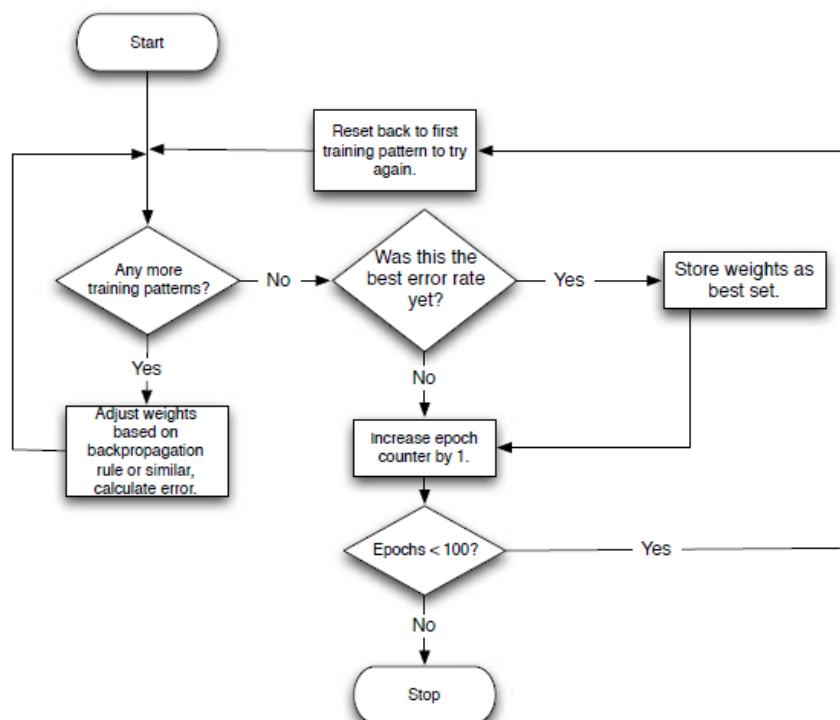 Start
Reset back to first
training pattern to try
again.
Any more
training patterns?
No
Was this the
best error rate
yet?
Yes
Store weights as
best set.
Yes
No
Adjust weights
based on
backpropagation
rule or similar,
calculate error.
Increase epoch
counter by 1.
Epochs < 100?
Yes
No
Stop